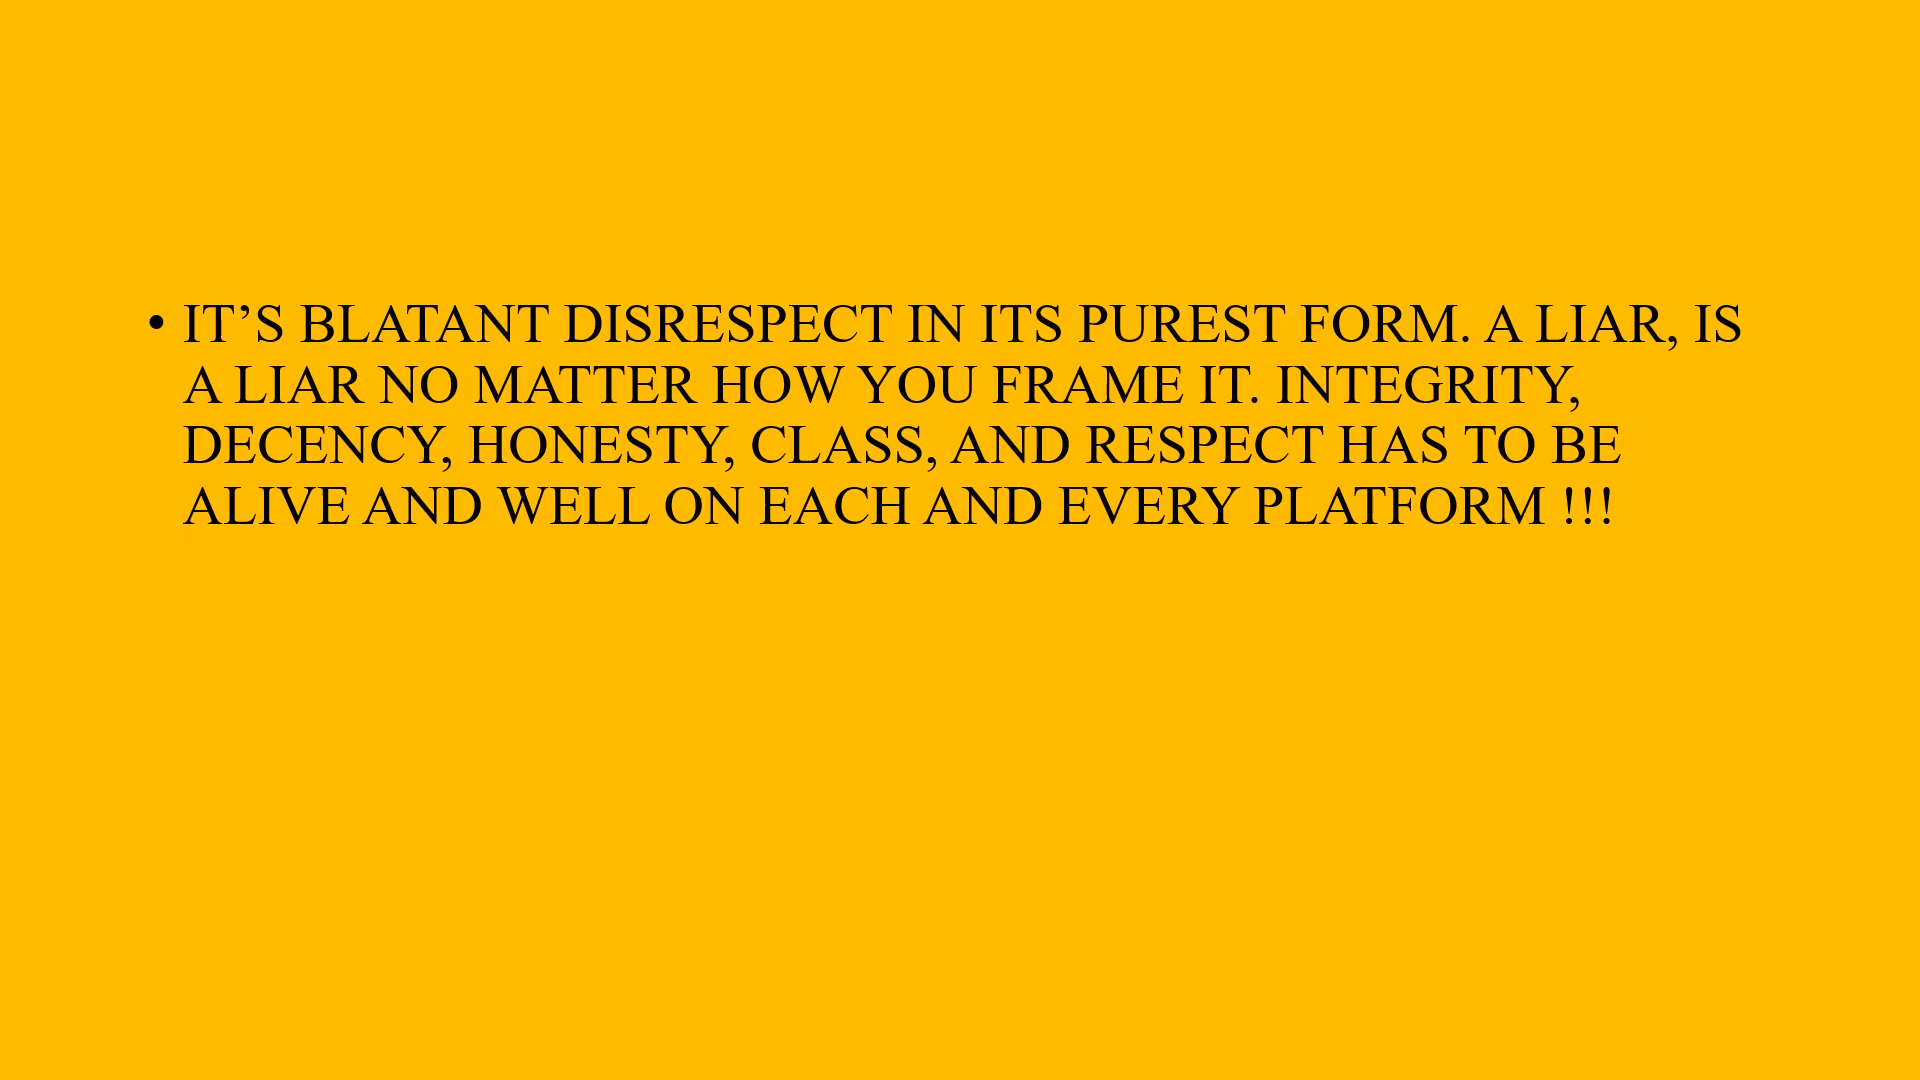 • IT’S BLATANT DISRESPECT IN ITS PUREST FORM. A LIAR, IS
A LIAR NO MATTER HOW YOU FRAME IT. INTEGRITY,
DECENCY, HONESTY, CLASS, AND RESPECT HAS TO BE
ALIVE AND WELL ON EACH AND EVERY PLATFORM !!!